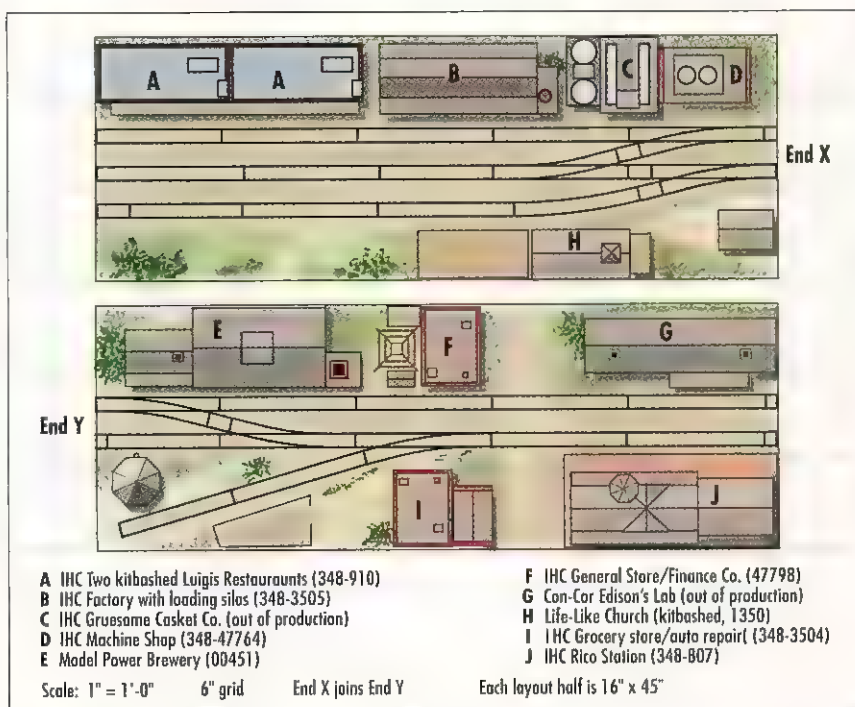 A
A
B
C
D
End X
H
E
F
G
End Y
I
J
A IHC Two kitbashed Luigis Restauraunts (348-910)
B IHC Factory with loading silos (348-3505)
C IHC Gruesome Casket Co. (out of production)
D IHC Machine Shop (348-47764)
E Model Power Brewery (00451)
F IHC General Store/Finance Co. (47798)
G Con-Cor Edison's Lab (out of production)
H Life-Like Church (kitbashed, 1350)
I IHC Grocery store/auto repair( (348-3504)
J IHC Rico Station (348-807)
Scale: 1" = 1'-0" 6" grid End X joins End Y Each layout half is 16" x 45"